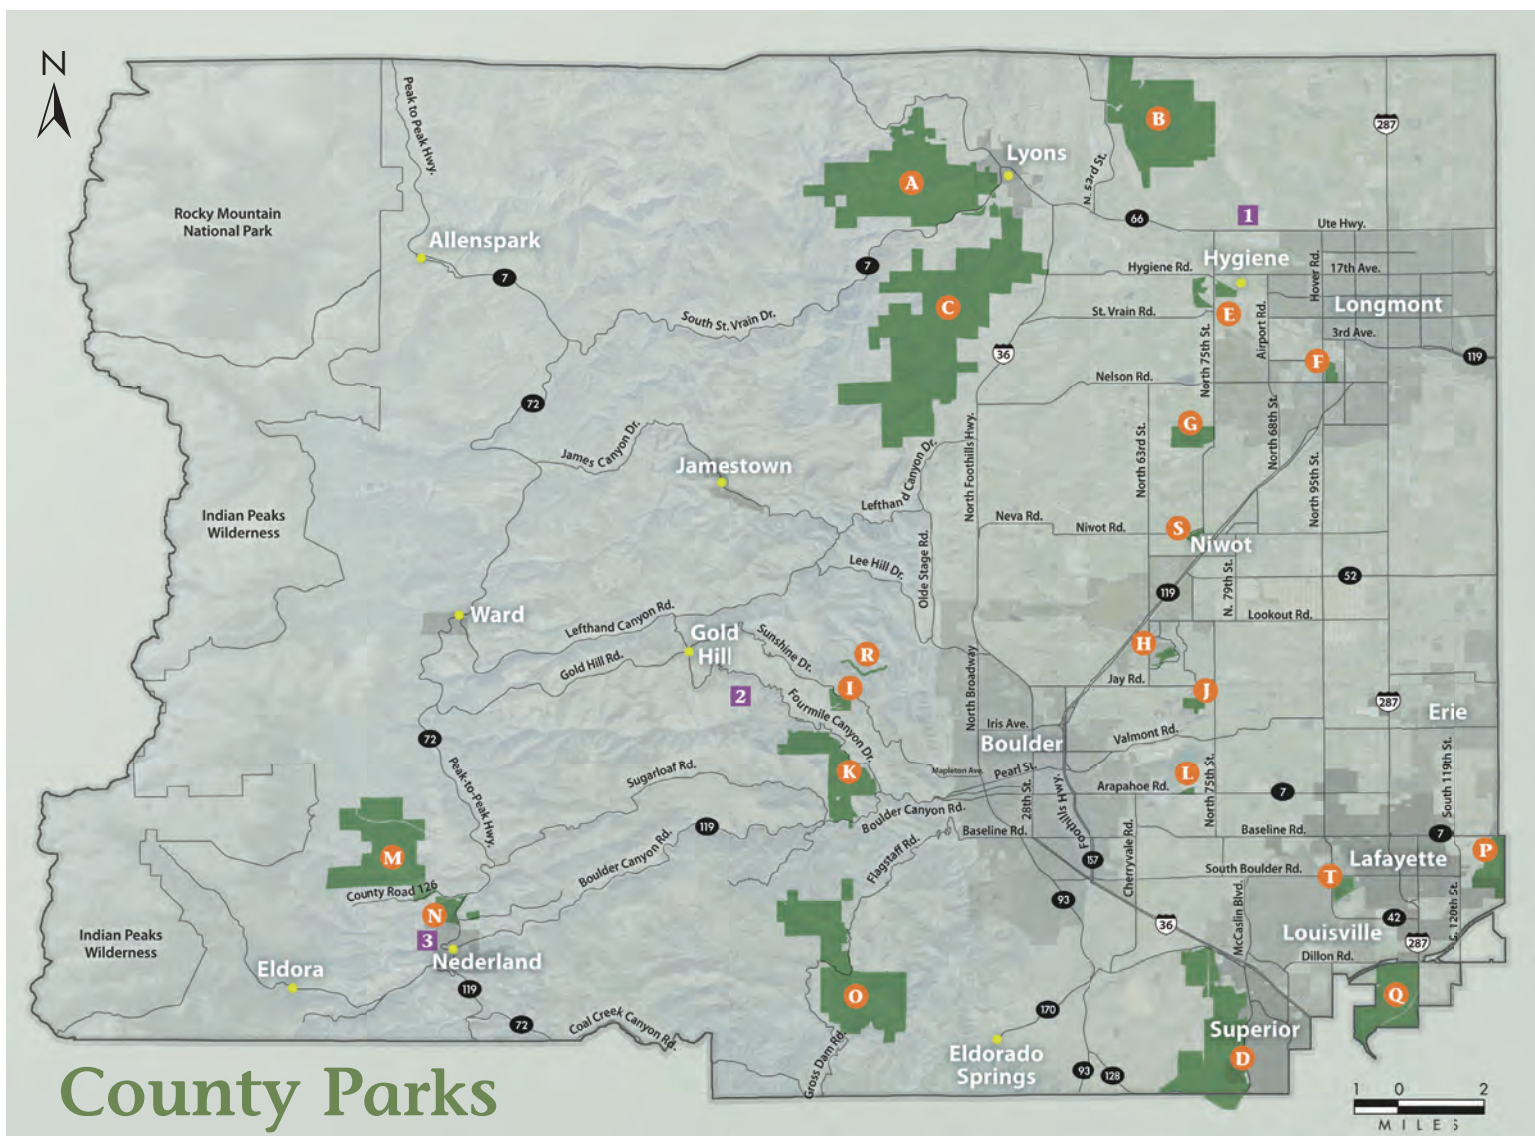 N
Peak to Peak Hwy.
B
287
Lyons
N. 53rd St.
A
Rocky Mountain
National Park
1
66
Ute Hwy.
Allenspark
Hygiene
7
7
Hygiene Rd.
Hover Rd.
17th Ave.
C
Longmont
South St. Vrain Dr.
St. Vrain Rd.
E
Airport Rd.
3rd Ave.
36
119
North 75th St.
F
Nelson Rd.
72
G
North 68th St.
James Canyon Dr.
North Foothills Hwy.
North 63rd St.
Jamestown
Lefthand Canyon Dr.
North 95th St.
Indian Peaks
Wilderness
Neva Rd.
Niwot Rd.
S
Niwot
Lee Hill Dr.
Olde Stage Rd.
52
N. 79th St.
119
Ward
Lefthand Canyon Rd.
Lookout Rd.
Gold
Hill
Sunshine Dr.
R
H
Gold Hill Rd.
Jay Rd.
2
I
North Broadway
J
287
Fourmile Canyon Dr.
Iris Ave.
Erie
72
Boulder
Valmont Rd.
Peak-to-Peak Hwy.
Sugarloaf Rd.
K
Mapleton Ave.
Pearl St.
L
North 75th St.
South 119th St.
28th St.
Foothills Hwy.
Arapahoe Rd.
7
Boulder Canyon Rd.
119
Baseline Rd.
Baseline Rd.
7
M
Boulder Canyon Rd.
Flagstaff Rd.
157
Cherryvale Rd.
South Boulder Rd.
Lafayette
P
T
County Road 126
93
McCaslin Blvd.
S. 120th St.
N
36
42
3
Indian Peaks
Wilderness
Louisville
287
Nederland
Dillon Rd.
Eldora
119
O
Q
170
72
Coal Creek Canyon Rd.
Superior
Eldorado
Springs
Gross Dam Rd.
D
93
128
County Parks
1 0 2
MILES